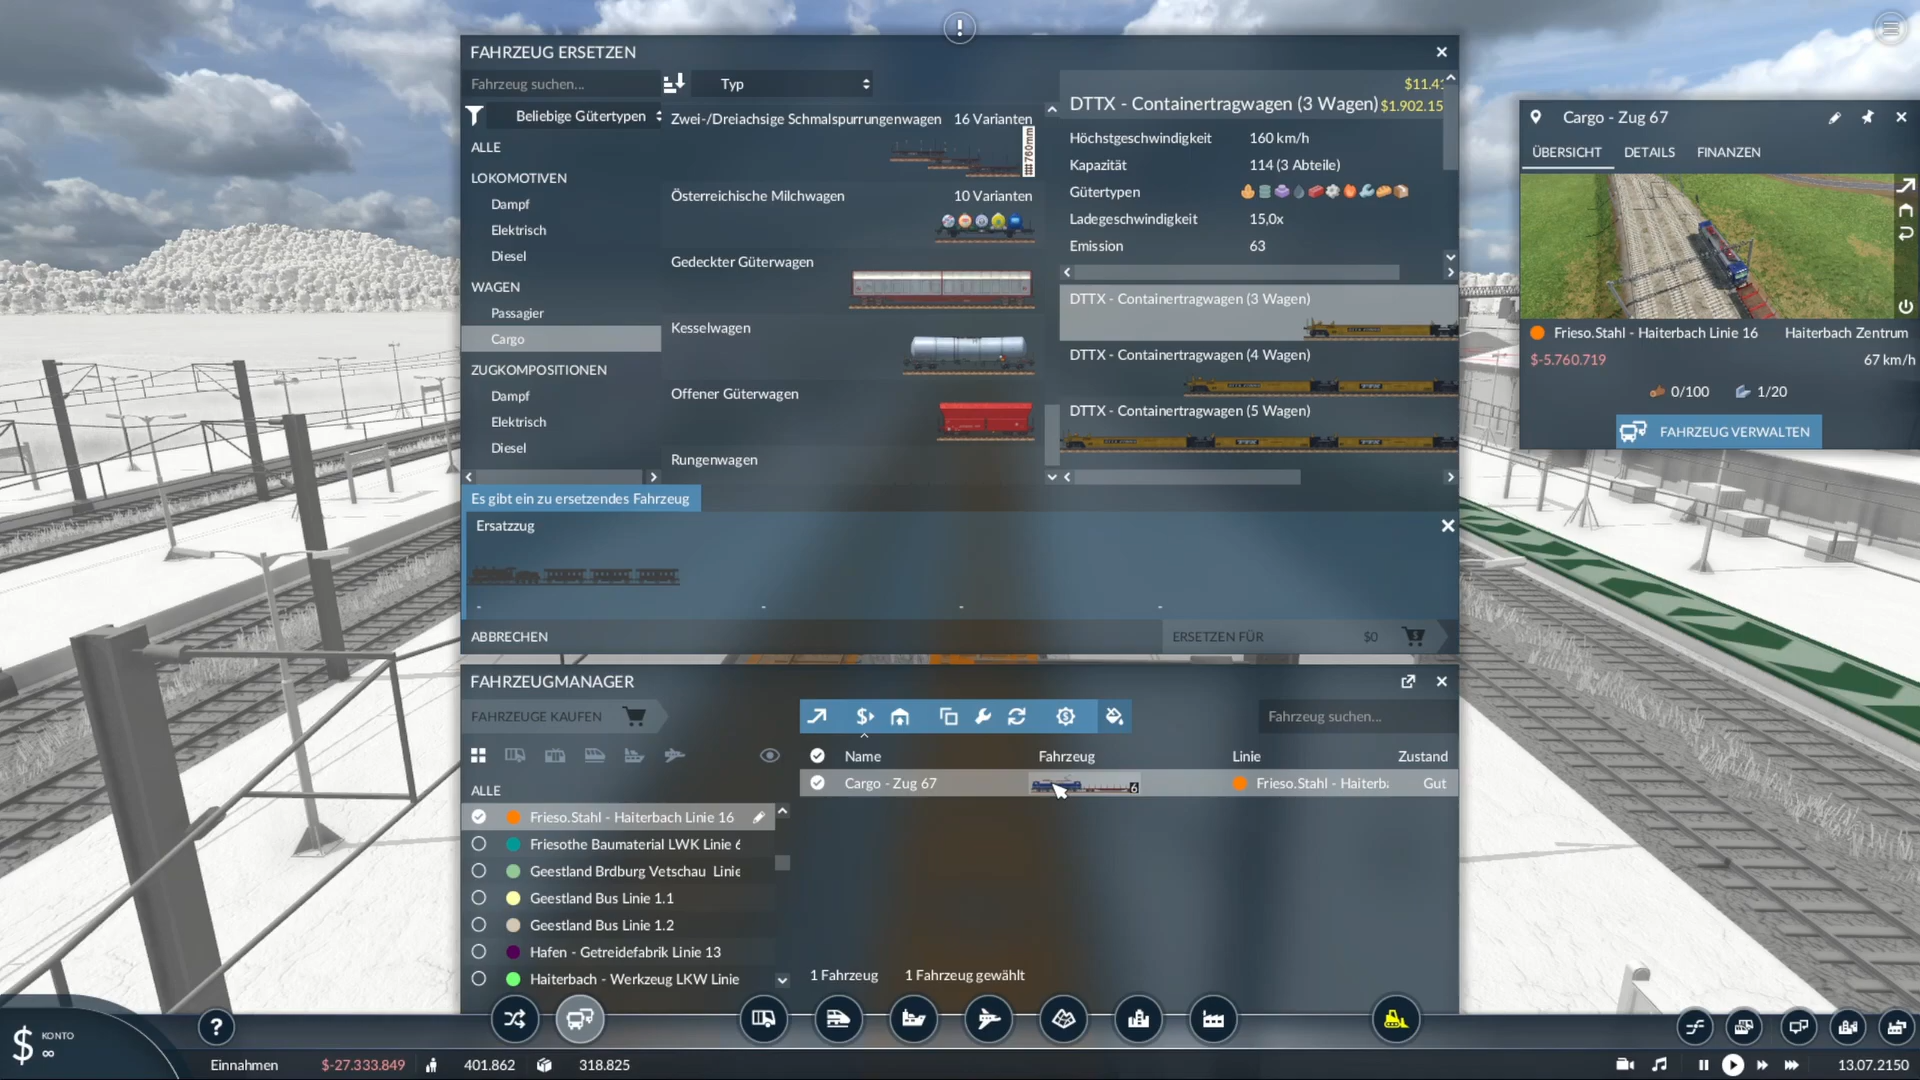 FAHRZEUG ERSETZEN
Fahrzeug suchen...
Typ
Beliebige Gütertypen
ALLE
LOKOMOTIVEN
Dampf
Elektrisch
Diesel
WAGEN
Passagier
Cargo
ZUGKOMPOSITIONEN
Dampf
Elektrisch
Diesel
Zwei-/Dreiachsige Schmalspurrungenwagen 16 Varianten
760mm
Österreichische Milchwagen 10 Varianten
Gedeckter Güterwagen
Kesselwagen
Offener Güterwagen
Rungenwagen
$11.41
DTTX - Containertragwagen (3 Wagen) $1.902.15
Höchstgeschwindigkeit 160 km/h
Kapazität 114 (3 Abteile)
Gütertypen
Ladegeschwindigkeit 15,0x
Emission 63
DTTX - Containertragwagen (3 Wagen)
DTTX - Containertragwagen (4 Wagen)
DTTX - Containertragwagen (5 Wagen)
Es gibt ein zu ersetzendes Fahrzeug
Ersatzzug
- - - -
ABBRECHEN
ERSETZEN FÜR $0
Cargo - Zug 67
ÜBERSICHT DETAILS FINANZEN
Frieso.Stahl - Haiterbach Linie 16 Haiterbach Zentrum
$-5.760.719 67 km/h
0/100 1/20
FAHRZEUG VERWALTEN
FAHRZEUGMANAGER
FAHRZEUGE KAUFEN
Fahrzeug suchen...
ALLE
Frieso.Stahl - Haiterbach Linie 16
Friesothe Baumaterial LWK Linie 6
Geestland Brdburg Vetschau Linie
Geestland Bus Linie 1.1
Geestland Bus Linie 1.2
Hafen - Getreidefabrik Linie 13
Haiterbach - Werkzeug LKW Linie
Name Fahrzeug Linie Zustand
Cargo - Zug 67 6 Frieso.Stahl - Haiterba Gut
1 Fahrzeug 1 Fahrzeug gewählt
KONTO
∞
Einnahmen $-27.333.849 401.862 318.825
13.07.2150